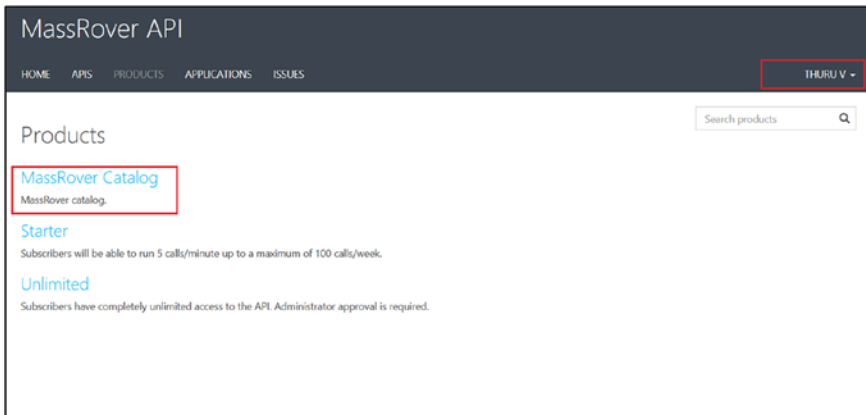 MassRover API
HOME APIS PRODUCTS APPLICATIONS ISSUES THURU V
Search products
Products
MassRover Catalog
MassRover catalog.
Starter
Subscribers will be able to run 5 calls/minute up to a maximum of 100 calls/week.
Unlimited
Subscribers have completely unlimited access to the API. Administrator approval is required.